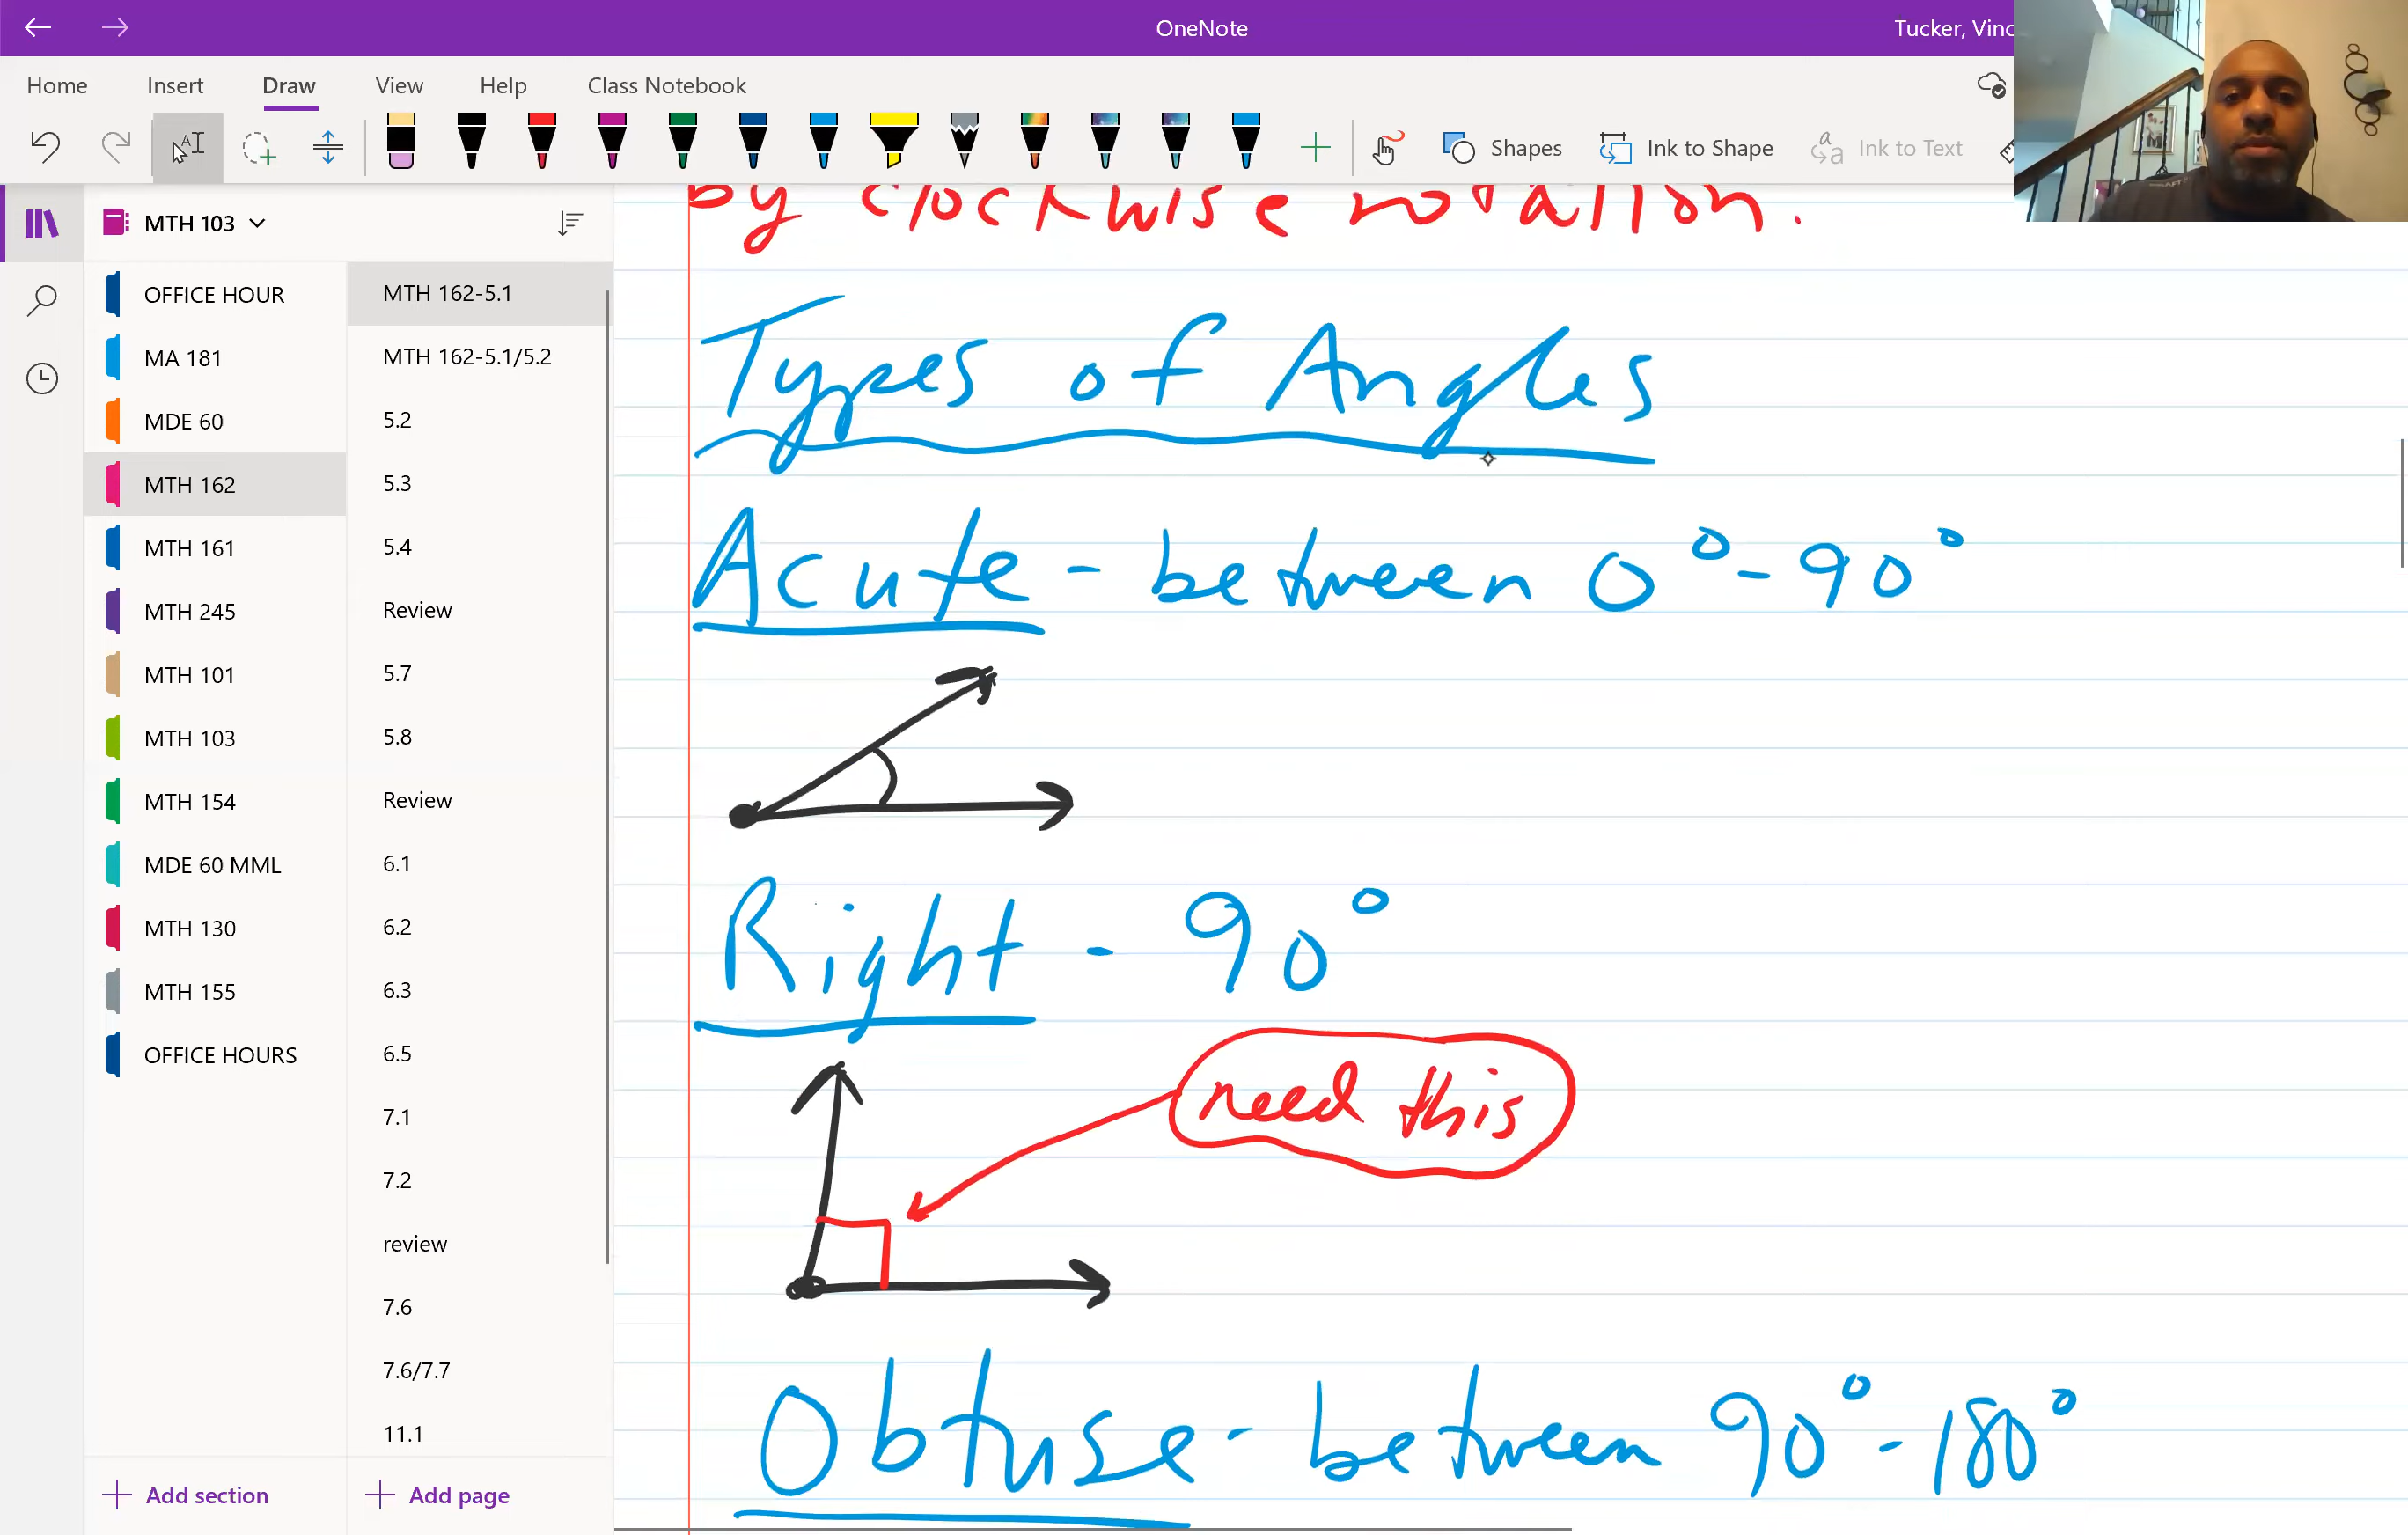 OneNote
Tucker, Vinc
Home Insert Draw View Help Class Notebook
Shapes Ink to Shape Ink to Text
MTH 103
OFFICE HOUR
MA 181
MDE 60
MTH 162
MTH 161
MTH 245
MTH 101
MTH 103
MTH 154
MDE 60 MML
MTH 130
MTH 155
OFFICE HOURS
Add section
MTH 162-5.1
MTH 162-5.1/5.2
5.2
5.3
5.4
Review
5.7
5.8
Review
6.1
6.2
6.3
6.5
7.1
7.2
review
7.6
7.6/7.7
11.1
Add page
by clockwise rotation.
Types of Angles
Acute - between 0° - 90°
Right - 90°
need this
Obtuse - between 90° - 180°